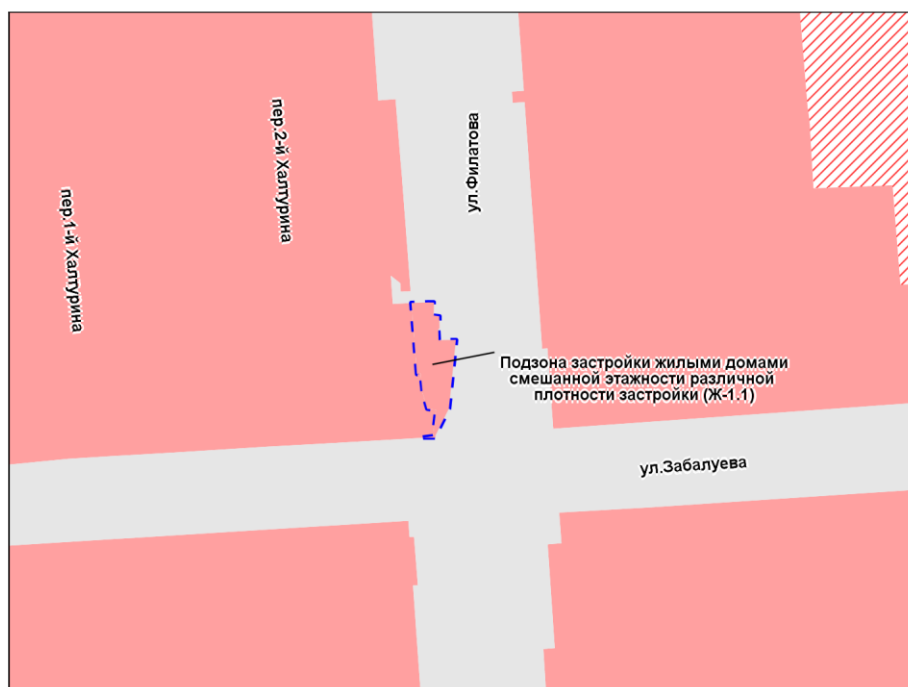 пер.1-й Халтурина
пер.2-й Халтурина
ул.Филатова
Подзона застройки жилыми домами
смешанной этажности различной
плотности застройки (Ж-1.1)
ул.Забалуева